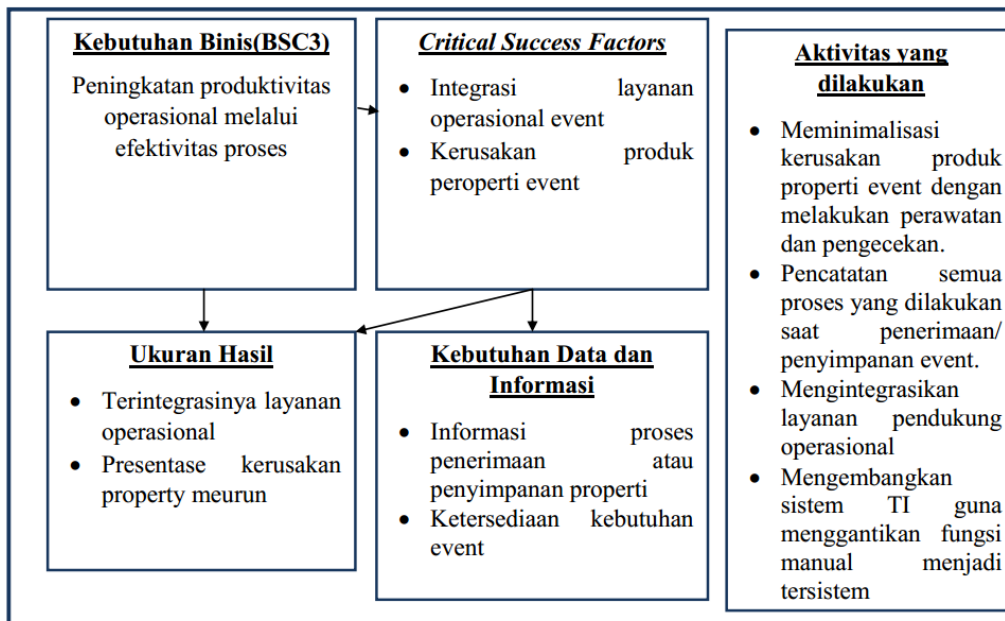 Kebutuhan Binis(BSC3)
Peningkatan produktivitas
operasional melalui
efektivitas proses
Critical Success Factors
• Integrasi layanan
operasional event
• Kerusakan produk
peroperti event
Ukuran Hasil
• Terintegrasinya layanan
operasional
• Presentase kerusakan
property meurun
Kebutuhan Data dan
Informasi
• Informasi proses
penerimaan atau
penyimpanan properti
• Ketersediaan kebutuhan
event
Aktivitas yang
dilakukan
• Meminimalisasi
kerusakan produk
properti event dengan
melakukan perawatan
dan pengecekan.
• Pencatatan semua
proses yang dilakukan
saat penerimaan/
penyimpanan event.
• Mengintegrasikan
layanan pendukung
operasional
• Mengembangkan
sistem TI guna
menggantikan fungsi
manual menjadi
tersistem